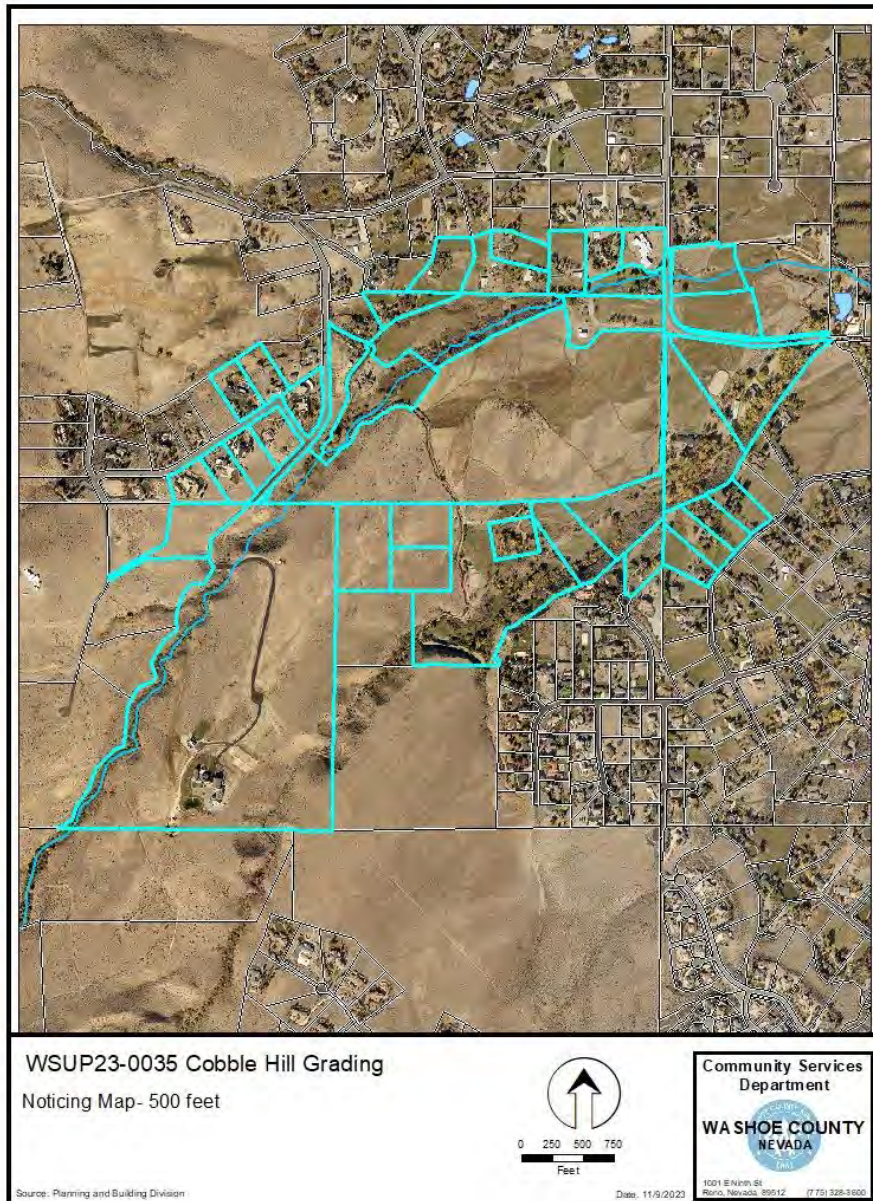 WSUP23-0035 Cobble Hill Grading
Noticing Map- 500 feet
Source: Planning and Building Division
0 250 500 750
Feet
Date: 11/9/2023
Community Services
Department
WASHOE COUNTY
NEVADA
1861
1001 E Ninth St
Reno, Nevada 89512 (775) 328-3600